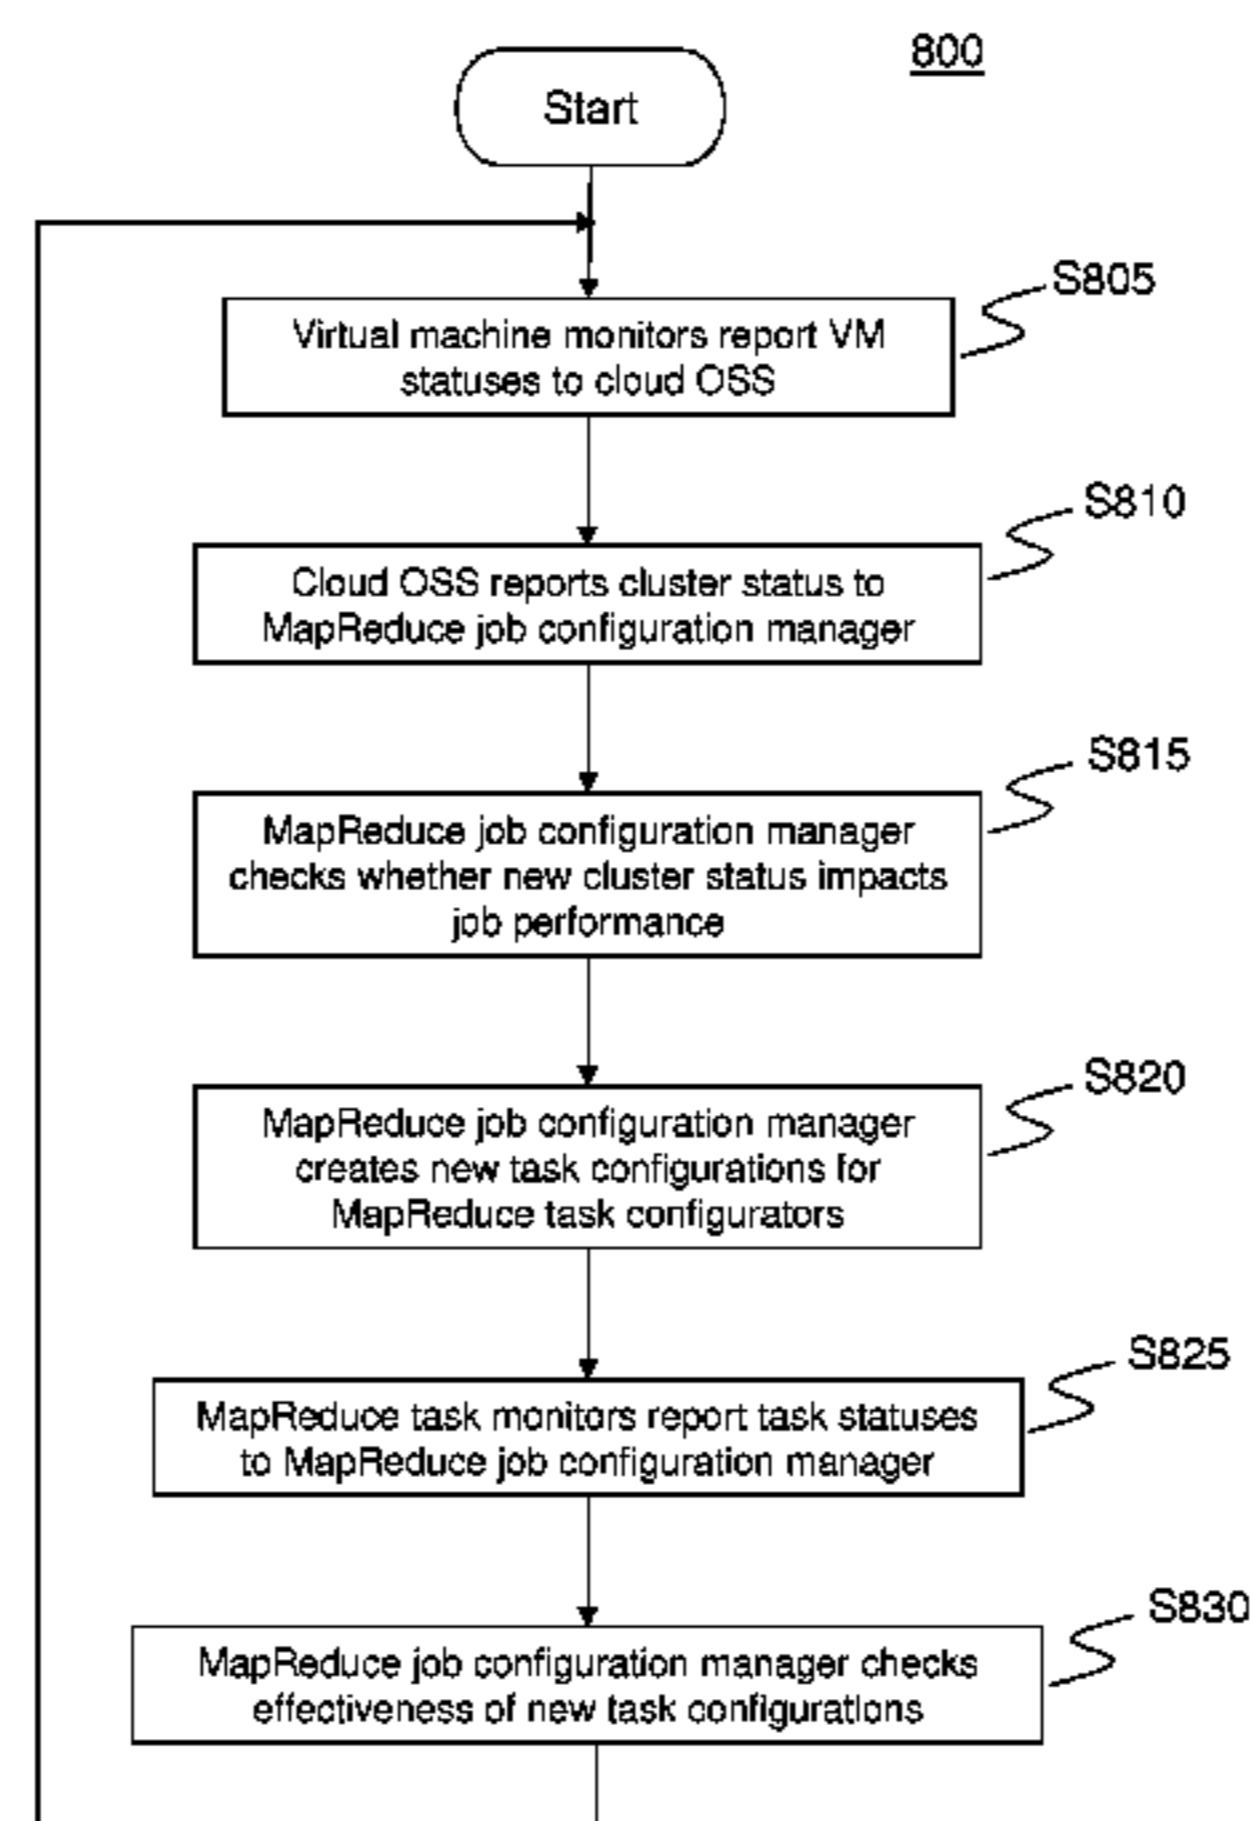 800
Start
S805
Virtual machine monitors report VM
statuses to cloud OSS
S810
Cloud OSS reports cluster status to
MapReduce job configuration manager
S815
MapReduce job configuration manager
checks whether new cluster status impacts
job performance
S820
MapReduce job configuration manager
creates new task configurations for
MapReduce task configurators
S825
MapReduce task monitors report task statuses
to MapReduce job configuration manager
S830
MapReduce job configuration manager checks
effectiveness of new task configurations